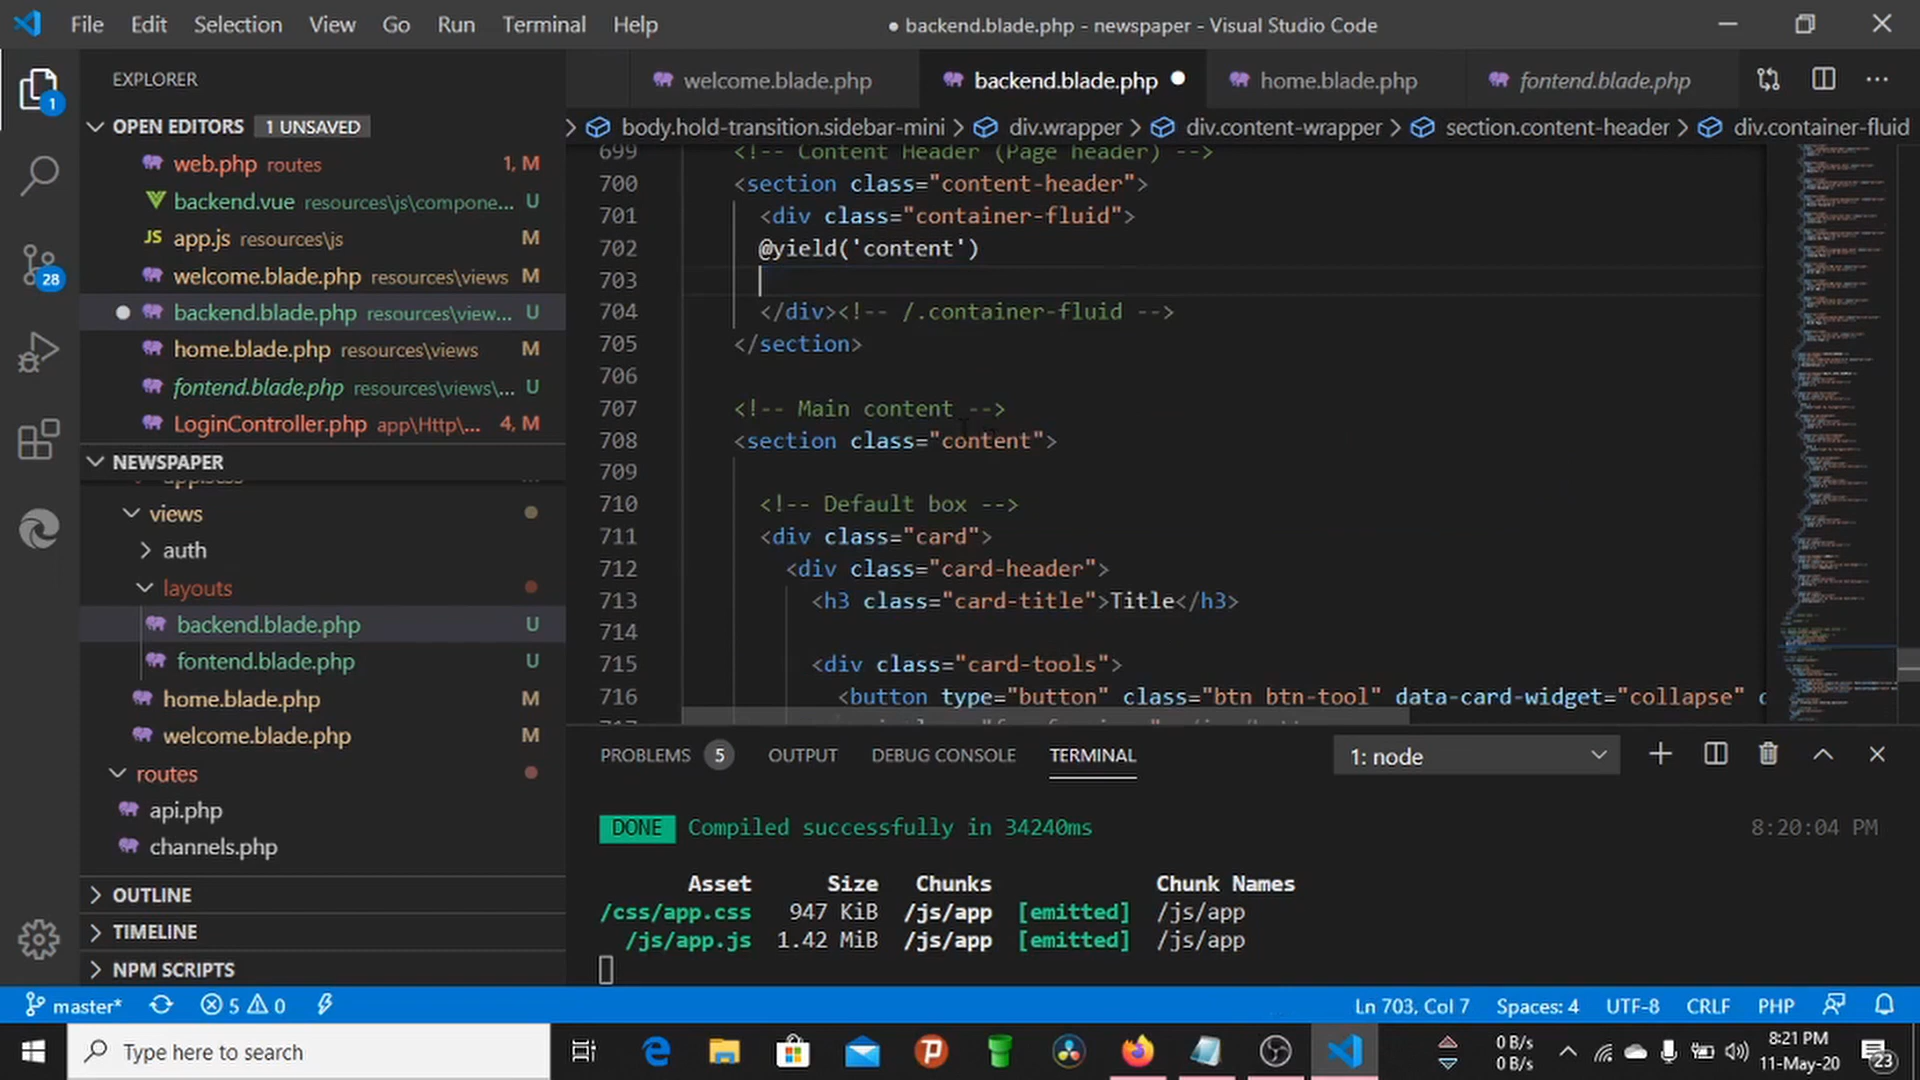 File Edit Selection View Go Run Terminal Help
● backend.blade.php - newspaper - Visual Studio Code
EXPLORER
OPEN EDITORS 1 UNSAVED
web.php routes 1, M
backend.vue resources\js\compone... U
app.js resources\js M
welcome.blade.php resources\views M
backend.blade.php resources\view... U
home.blade.php resources\views M
fontend.blade.php resources\views\... U
LoginController.php app\Http\... 4, M
NEWSPAPER
views
auth
layouts
backend.blade.php U
fontend.blade.php U
home.blade.php M
welcome.blade.php M
routes
api.php
channels.php
OUTLINE
TIMELINE
NPM SCRIPTS
1
28
welcome.blade.php backend.blade.php home.blade.php fontend.blade.php
body.hold-transition.sidebar-mini > div.wrapper > div.content-wrapper > section.content-header > div.container-fluid
699 <!-- Content Header (Page header) -->
700 <section class="content-header">
701 <div class="container-fluid">
702 @yield('content')
703
704 </div><!-- /.container-fluid -->
705 </section>
706
707 <!-- Main content -->
708 <section class="content">
709
710 <!-- Default box -->
711 <div class="card">
712 <div class="card-header">
713 <h3 class="card-title">Title</h3>
714
715 <div class="card-tools">
716 <button type="button" class="btn btn-tool" data-card-widget="collapse"
PROBLEMS 5 OUTPUT DEBUG CONSOLE TERMINAL 1: node
DONE Compiled successfully in 34240ms 8:20:04 PM
Asset Size Chunks Chunk Names
/css/app.css 947 KiB /js/app [emitted] /js/app
/js/app.js 1.42 MiB /js/app [emitted] /js/app
master* 5 0 Ln 703, Col 7 Spaces: 4 UTF-8 CRLF PHP
Type here to search
0 B/s
0 B/s
8:21 PM
11-May-20
23